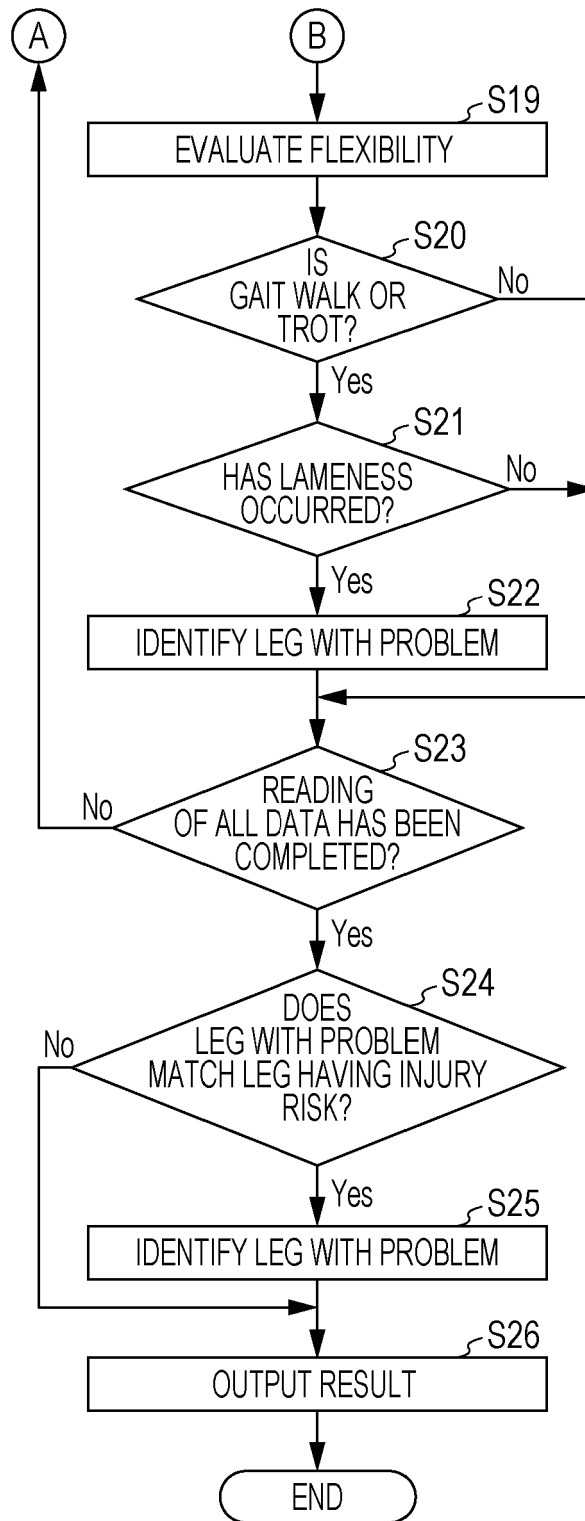 A
B
S19
EVALUATE FLEXIBILITY
S20
IS
GAIT WALK OR
TROT?
No
Yes
S21
HAS LAMENESS
OCCURRED?
No
Yes
S22
IDENTIFY LEG WITH PROBLEM
S23
READING
OF ALL DATA HAS BEEN
COMPLETED?
No
Yes
S24
DOES
LEG WITH PROBLEM
MATCH LEG HAVING INJURY
RISK?
No
Yes
S25
IDENTIFY LEG WITH PROBLEM
S26
OUTPUT RESULT
END